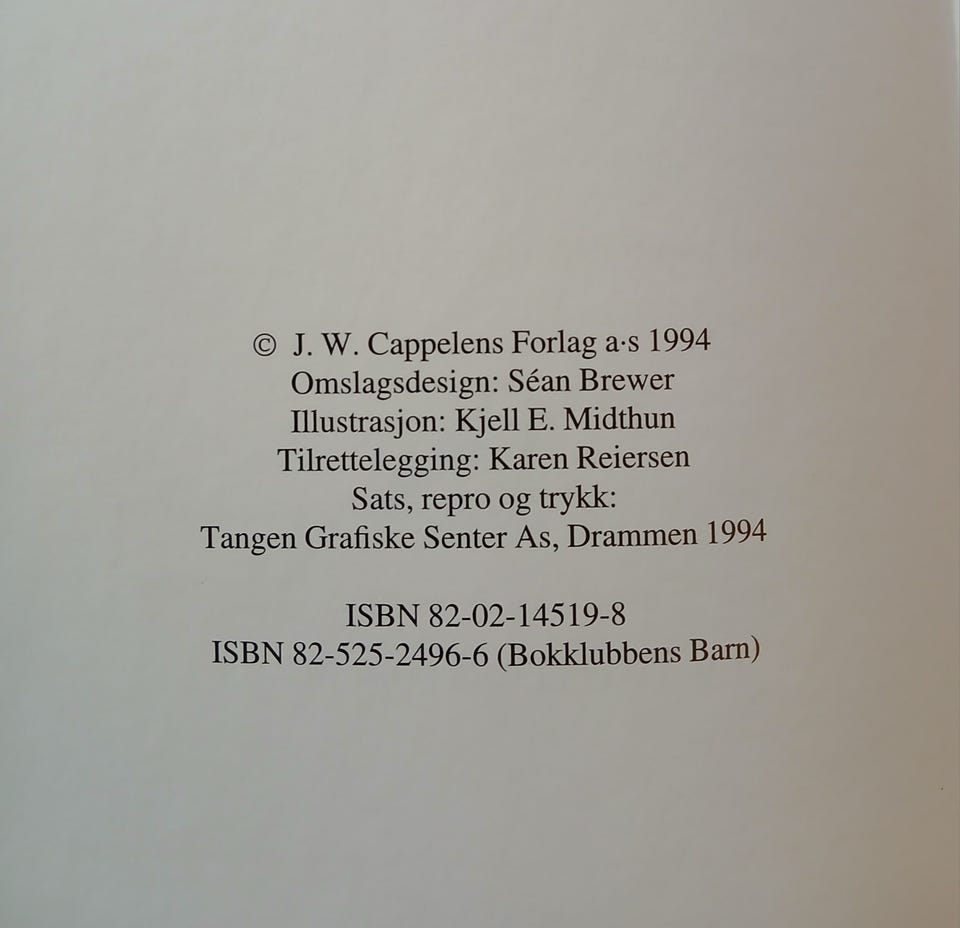 © J. W. Cappelens Forlag a·s 1994
Omslagsdesign: Séan Brewer
Illustrasjon: Kjell E. Midthun
Tilrettelegging: Karen Reiersen
Sats, repro og trykk:
Tangen Grafiske Senter As, Drammen 1994
ISBN 82-02-14519-8
ISBN 82-525-2496-6 (Bokklubbens Barn)